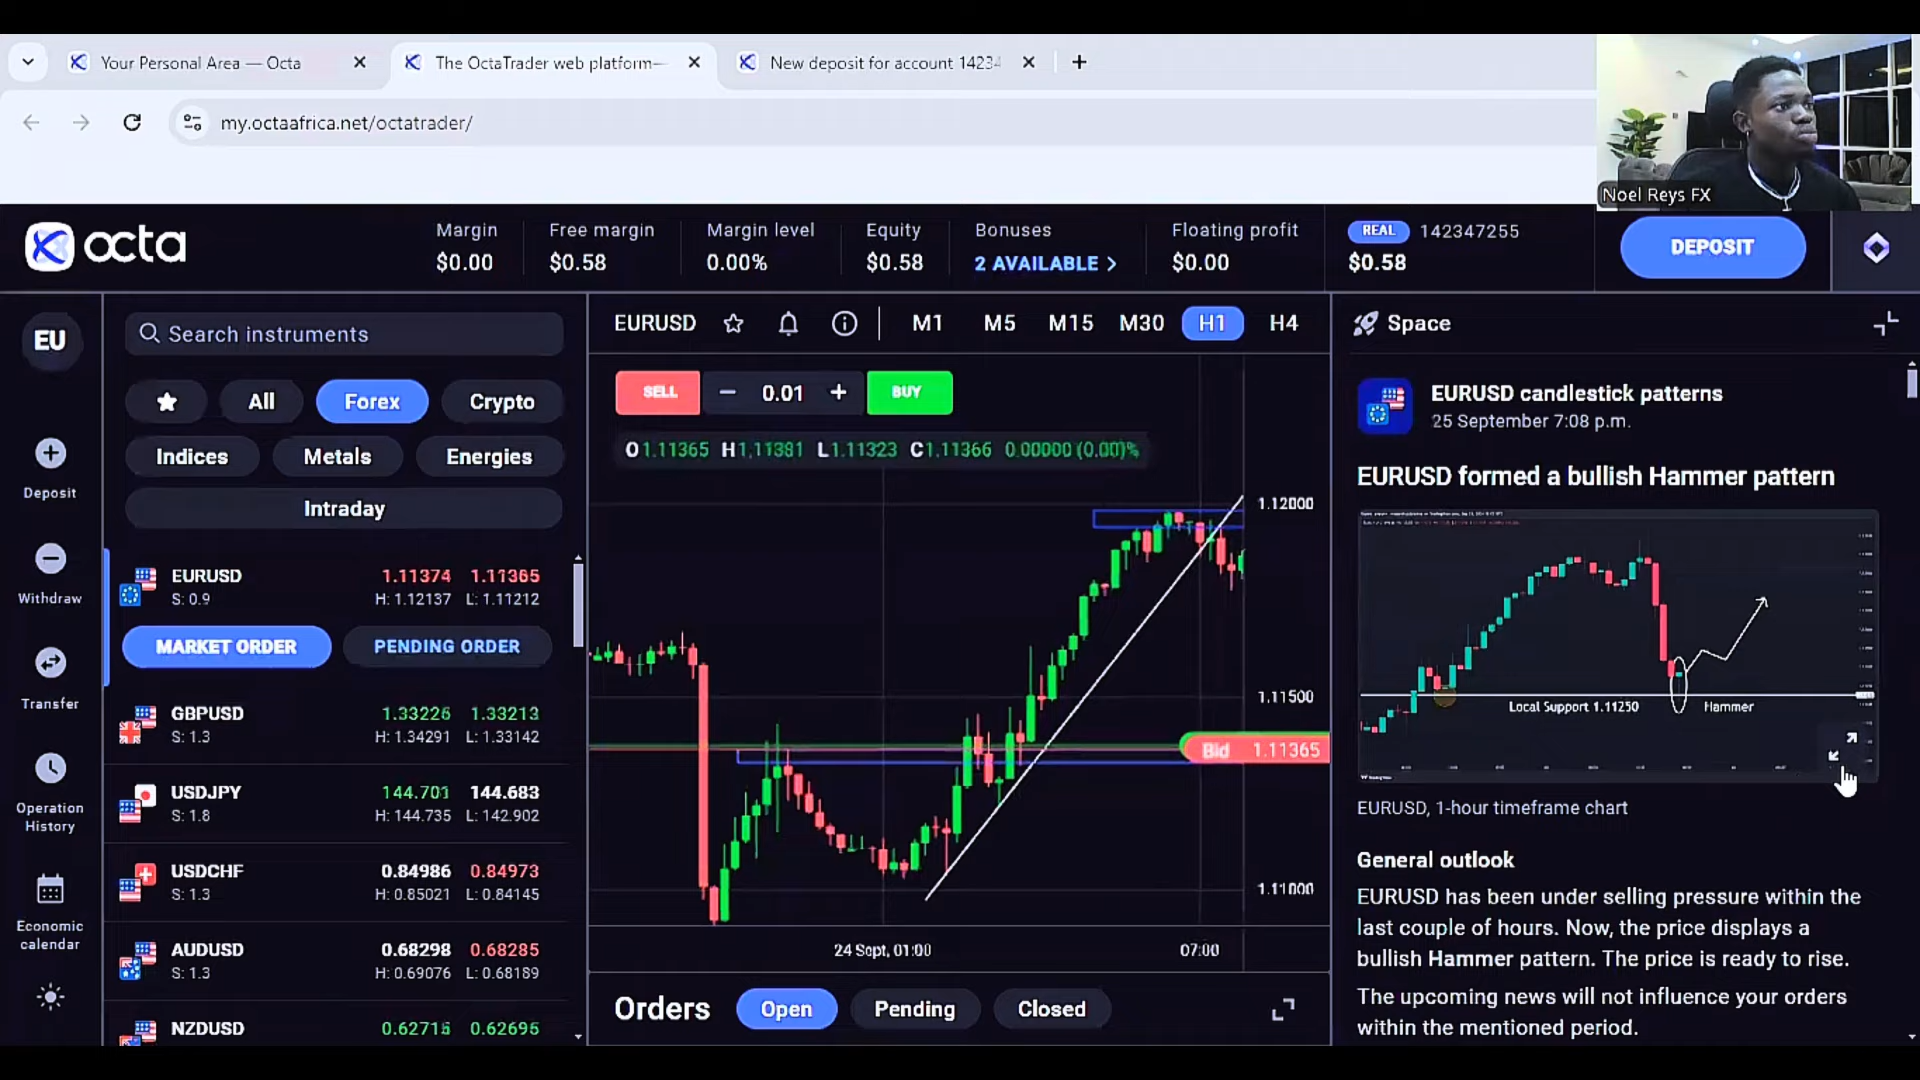 Your Personal Area — Octa
The OctaTrader web platform—
New deposit for account 14234
my.octaafrica.net/octatrader/
Noel Reys FX
octa
Margin
$0.00
Free margin
$0.58
Margin level
0.00%
Equity
$0.58
Bonuses
2 AVAILABLE >
Floating profit
$0.00
REAL 142347255
$0.58
DEPOSIT
EU
Deposit
Withdraw
Transfer
Operation
History
Economic
calendar
Search instruments
All
Forex
Crypto
Indices
Metals
Energies
Intraday
EURUSD 1.11374 1.11365
S: 0.9 H: 1.12137 L: 1.11212
MARKET ORDER PENDING ORDER
GBPUSD 1.33226 1.33213
S: 1.3 H: 1.34291 L: 1.33142
USDJPY 144.701 144.683
S: 1.8 H: 144.735 L: 142.902
USDCHF 0.84986 0.84973
S: 1.3 H: 0.85021 L: 0.84145
AUDUSD 0.68298 0.68285
S: 1.3 H: 0.69076 L: 0.68189
NZDUSD 0.62715 0.62695
EURUSD M1 M5 M15 M30 H1 H4
SELL − 0.01 + BUY
O 1.11365 H 1.11381 L 1.11323 C 1.11366 0.00000 (0.00)%
1.12000
1.11500
Bid 1.11365
1.11000
24 Sept, 01:00 07:00
Orders Open Pending Closed
Space
EURUSD candlestick patterns
25 September 7:08 p.m.
EURUSD formed a bullish Hammer pattern
Local Support 1.11250 Hammer
EURUSD, 1-hour timeframe chart
General outlook
EURUSD has been under selling pressure within the
last couple of hours. Now, the price displays a
bullish Hammer pattern. The price is ready to rise.
The upcoming news will not influence your orders
within the mentioned period.